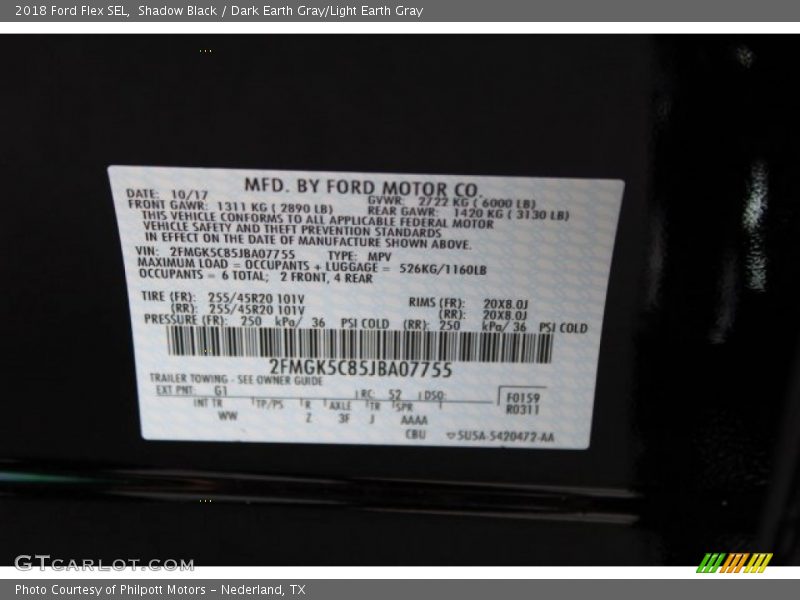 2018 Ford Flex SEL, Shadow Black / Dark Earth Gray/Light Earth Gray
MFD. BY FORD MOTOR CO.
DATE: 10/17 GVWR: 2722 KG ( 6000 LB)
FRONT GAWR: 1311 KG ( 2890 LB) REAR GAWR: 1420 KG ( 3130 LB)
THIS VEHICLE CONFORMS TO ALL APPLICABLE FEDERAL MOTOR
VEHICLE SAFETY AND THEFT PREVENTION STANDARDS
IN EFFECT ON THE DATE OF MANUFACTURE SHOWN ABOVE.
VIN: 2FMGK5C85JBA07755 TYPE: MPV
MAXIMUM LOAD = OCCUPANTS + LUGGAGE = 526KG/1160LB
OCCUPANTS = 6 TOTAL; 2 FRONT, 4 REAR
TIRE (FR): 255/45R20 101V RIMS (FR): 20X8.0J
(RR): 255/45R20 101V (RR): 20X8.0J
PRESSURE (FR): 250 kPa/ 36 PSI COLD (RR): 250 kPa/ 36 PSI COLD
2FMGK5C85JBA07755
TRAILER TOWING - SEE OWNER GUIDE
EXT PNT: G1 RC: 52 DSO: F0159
INT TR TP/PS R AXLE TR SPR R0311
WW Z 3F J AAAA
CBU 5U5A-5420472-AA
GTCARLOT.COM
Photo Courtesy of Philpott Motors - Nederland, TX